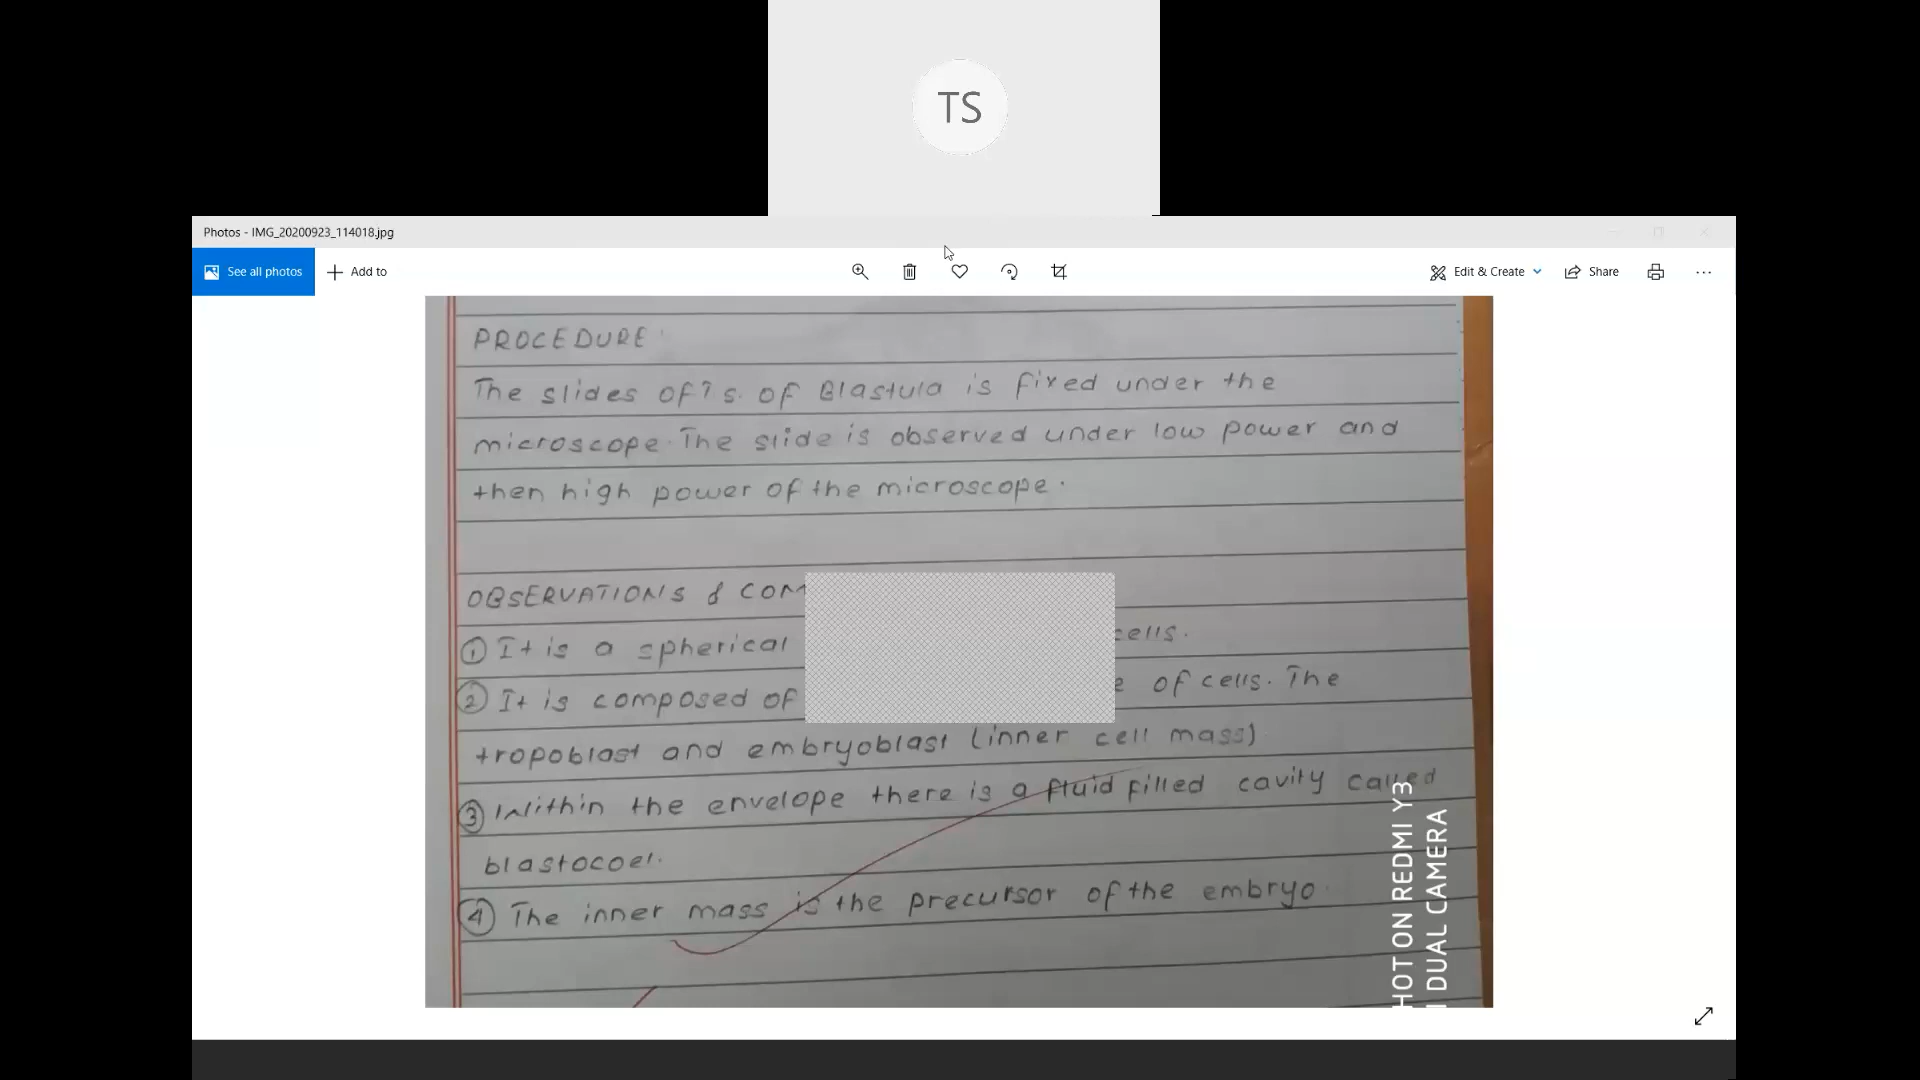 TS
Photos - IMG_20200923_114018.jpg
See all photos
Add to
Edit & Create
Share
PROCEDURE:
The slides of T s. of Blastula is fixed under the
microscope. The slide is observed under low power and
then high power of the microscope.
OBSERVATIONS &
① It is a spherical cells.
② It is composed of of cells. The
tropoblast and embryoblast (inner cell mass)
③ Within the envelope there is a fluid filled cavity called
blastocoel.
④ The inner mass is the precursor of the embryo.
HOT ON REDMI Y3
I DUAL CAMERA